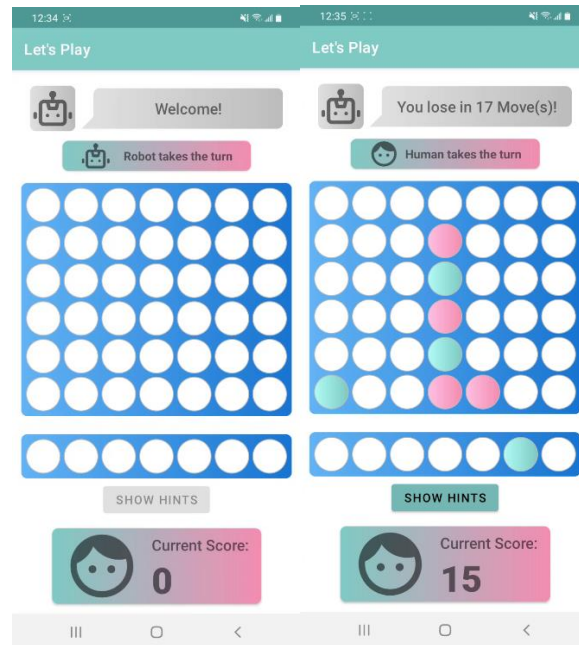 12:34
Let's Play
Welcome!
Robot takes the turn
SHOW HINTS
Current Score:
0
12:35
Let's Play
You lose in 17 Move(s)!
Human takes the turn
SHOW HINTS
Current Score:
15